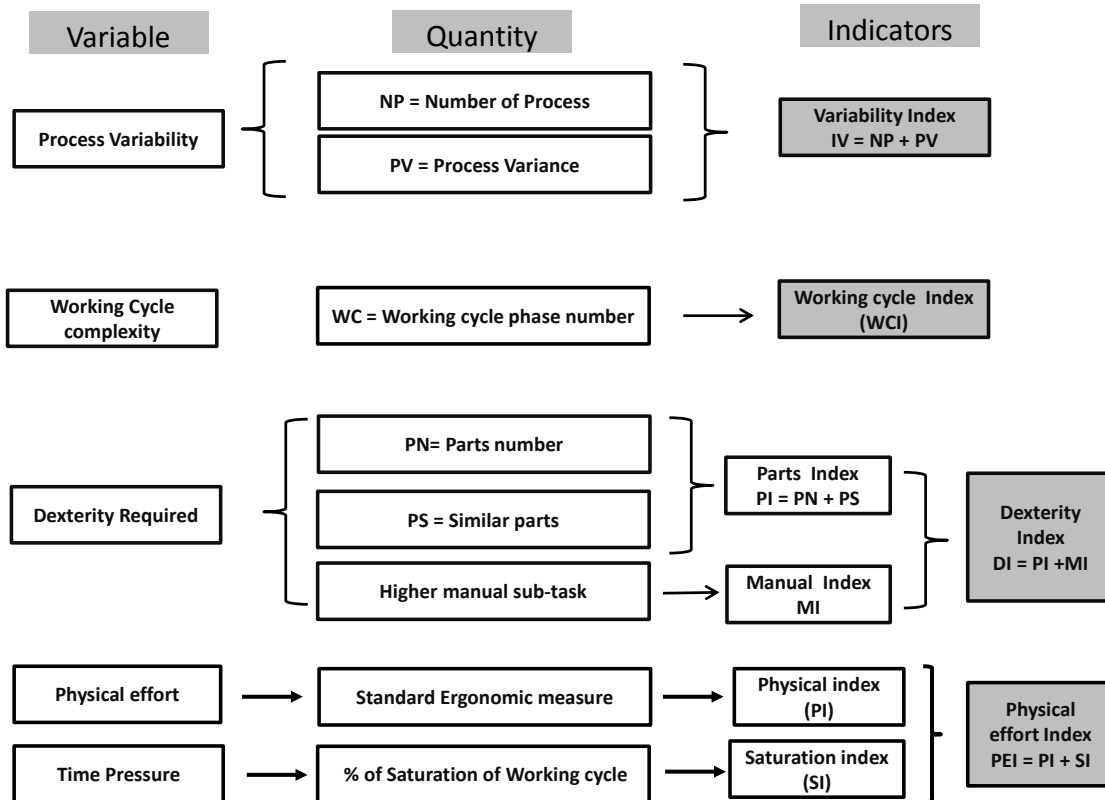 Variable
Quantity
Indicators
Process Variability
NP = Number of Process
PV = Process Variance
Variability Index
IV = NP + PV
Working Cycle
complexity
WC = Working cycle phase number
Working cycle  Index
(WCI)
Dexterity Required
PN= Parts number
PS = Similar parts
Higher manual sub-task
Parts  Index
PI = PN + PS
Manual  Index
MI
Dexterity
Index
DI = PI +MI
Physical effort
Standard Ergonomic measure
Physical index
(PI)
Time Pressure
% of Saturation of Working cycle
Saturation index
(SI)
Physical
effort Index
PEI = PI + SI